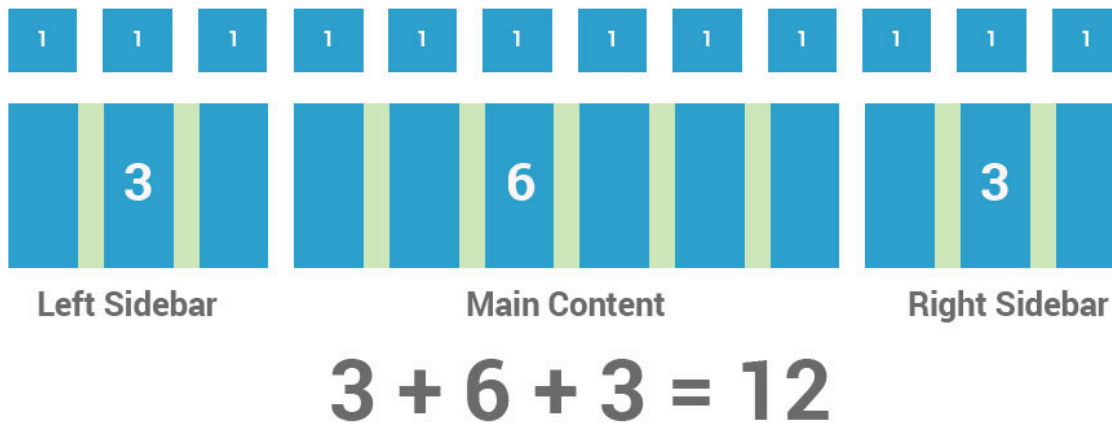 1 1 1 1 1 1 1 1 1 1 1 1
3 6 3
Left Sidebar Main Content Right Sidebar
3 + 6 + 3 = 12